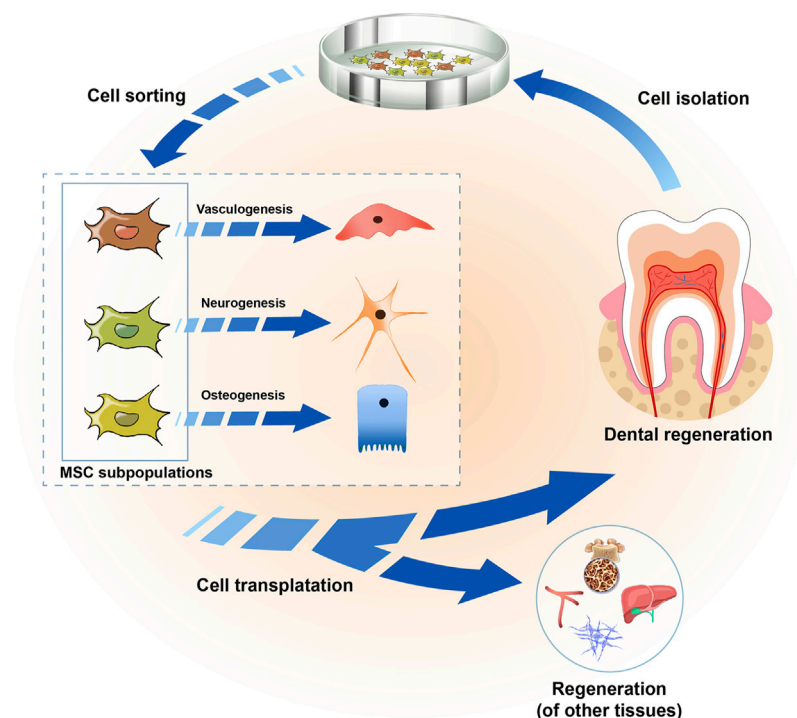 Cell sorting
Cell isolation
Vasculogenesis
Neurogenesis
Osteogenesis
MSC subpopulations
Dental regeneration
Cell transplatation
Regeneration
(of other tissues)